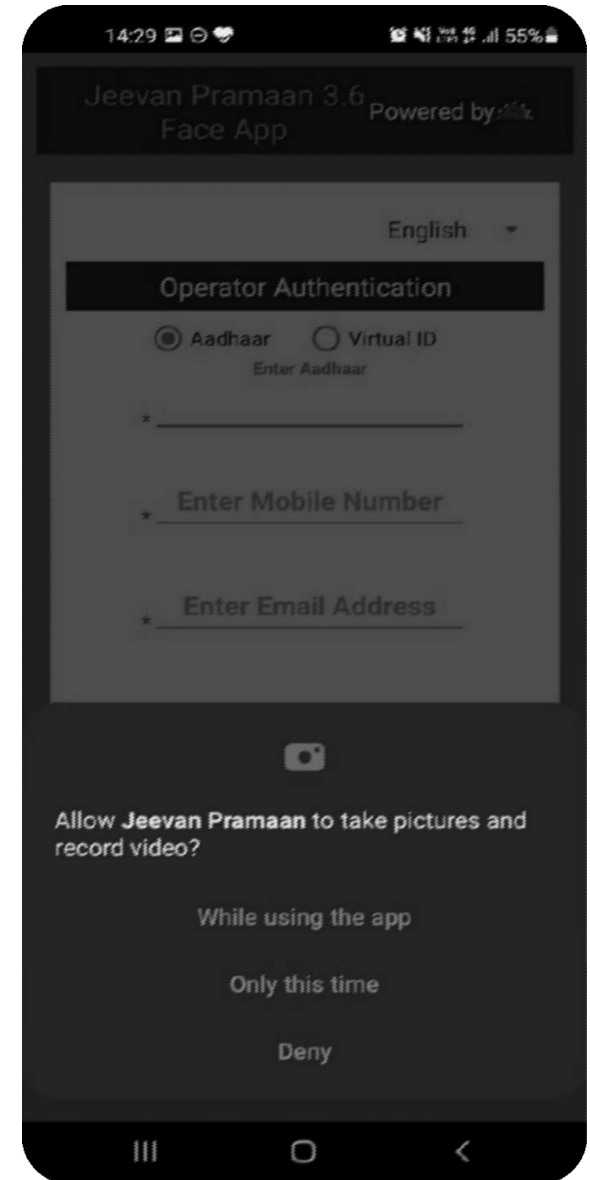 14:29 55%
Jeevan Pramaan 3.6
Face App
Powered by
English
Operator Authentication
Aadhaar Virtual ID
Enter Aadhaar
*
Enter Mobile Number
*
Enter Email Address
*
Allow Jeevan Pramaan to take pictures and
record video?
While using the app
Only this time
Deny